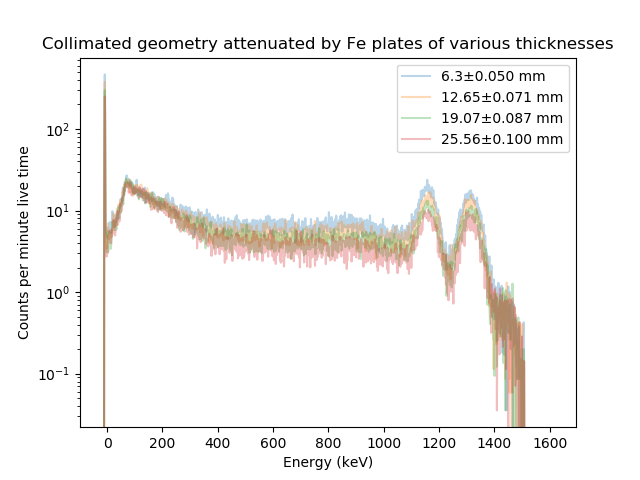 Collimated geometry attenuated by Fe plates of various thicknesses
6.3±0.050 mm
12.65±0.071 mm
19.07±0.087 mm
25.56±0.100 mm
Counts per minute live time
10²
10¹
10⁰
10⁻¹
0 200 400 600 800 1000 1200 1400 1600
Energy (keV)